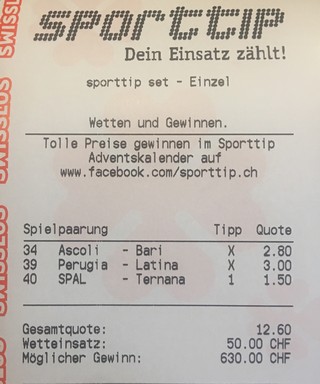 sporttip
Dein Einsatz zählt!
sporttip set - Einzel
Wetten und Gewinnen.
Tolle Preise gewinnen im Sporttip
Adventskalender auf
www.facebook.com/sporttip.ch
Spielpaarung Tipp Quote
34 Ascoli - Bari X 2.80
39 Perugia - Latina X 3.00
40 SPAL - Ternana 1 1.50
Gesamtquote: 12.60
Wetteinsatz: 50.00 CHF
Möglicher Gewinn: 630.00 CHF
SWISSLOS
SWISSLOS
SWISSLOS
SWISSLOS